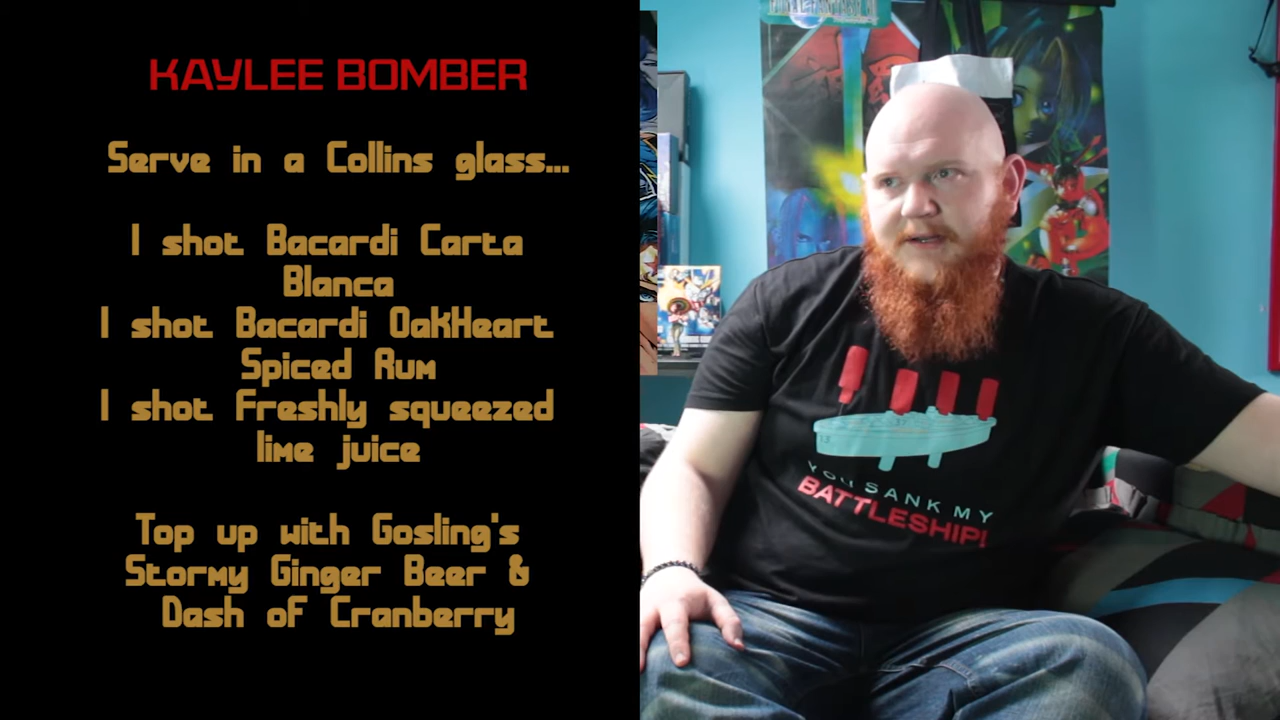 KAYLEE BOMBER
Serve in a Collins glass...
1 shot Bacardi Carta
Blanca
1 shot Bacardi OakHeart
Spiced Rum
1 shot Freshly squeezed
lime juice
Top up with Gosling's
Stormy Ginger Beer &
Dash of Cranberry
YOU SANK MY
BATTLESHIP!